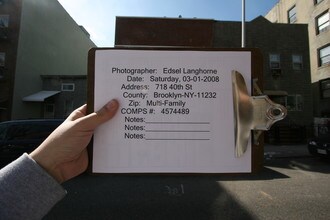 Photographer: Edsel Langhorne
Date: Saturday, 03-01-2008
Address: 718 40th St
County: Brooklyn-NY-11232
Zip: Multi-Family
COMPS #: 4574489
Notes:
Notes:
Notes: